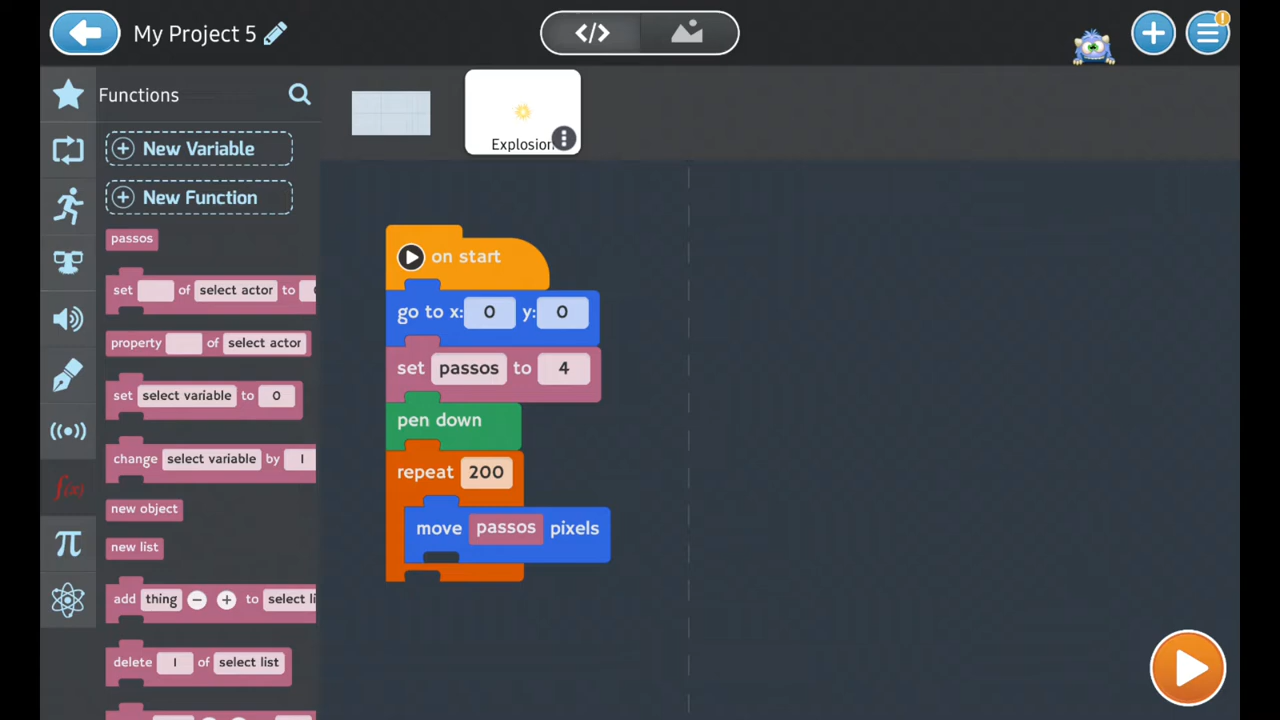 My Project 5
</>
!
Functions
Explosion
New Variable
New Function
passos
set of select actor to 0
property of select actor
set select variable to 0
change select variable by 1
new object
new list
add thing − + to select li
delete 1 of select list
f(x)
π
on start
go to x: 0 y: 0
set passos to 4
pen down
repeat 200
move passos pixels